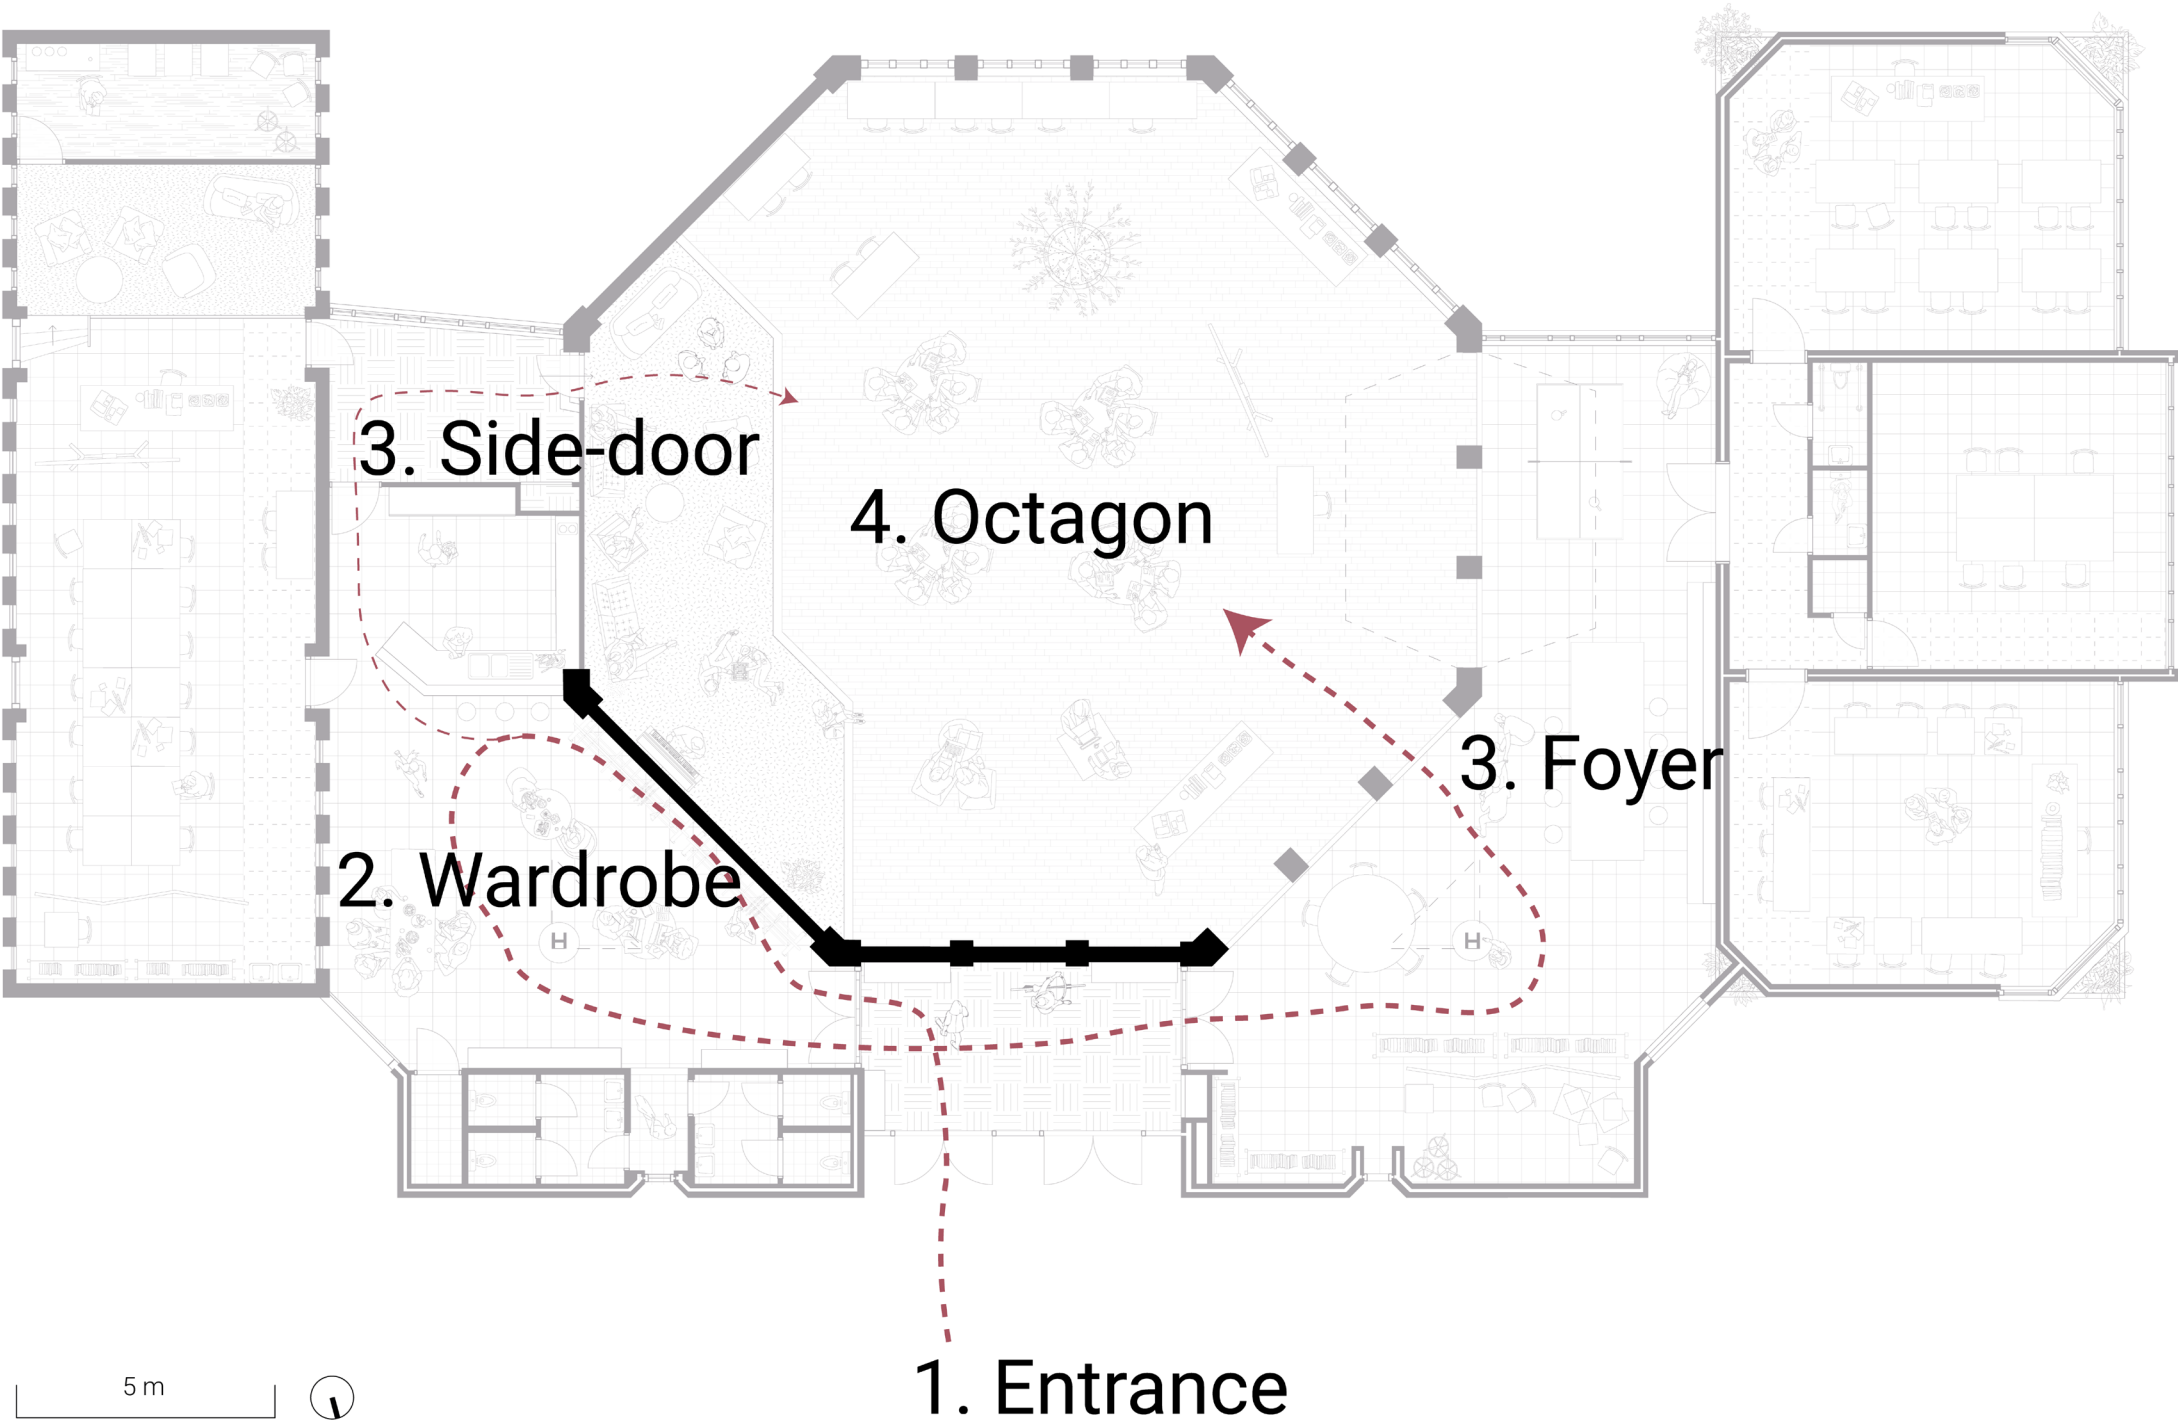 3. Side-door
4. Octagon
3. Foyer
2. Wardrobe
H
H
5 m
1. Entrance